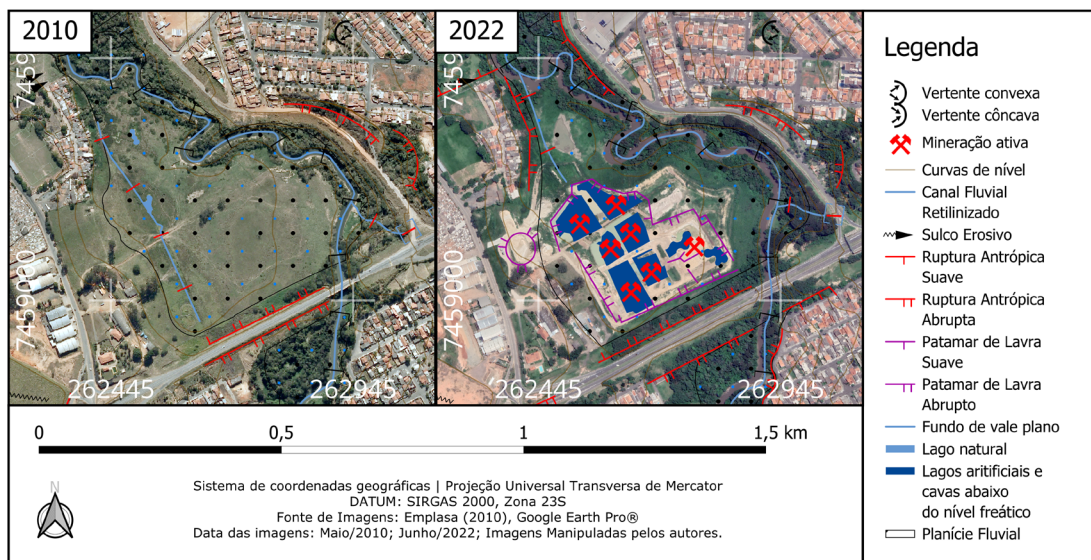 2010
7459
7459000
262445
262945
2022
7459
7459000
262445
262945
Legenda
Vertente convexa
Vertente côncava
Mineração ativa
Curvas de nível
Canal Fluvial
Retilinizado
Sulco Erosivo
Ruptura Antrópica
Suave
Ruptura Antrópica
Abrupta
Patamar de Lavra
Suave
Patamar de Lavra
Abrupto
Fundo de vale plano
Lago natural
Lagos aritificiais e
cavas abaixo
do nível freático
Planície Fluvial
0
0,5
1
1,5 km
N
Sistema de coordenadas geográficas | Projeção Universal Transversa de Mercator
DATUM: SIRGAS 2000, Zona 23S
Fonte de Imagens: Emplasa (2010), Google Earth Pro®
Data das imagens: Maio/2010; Junho/2022; Imagens Manipuladas pelos autores.